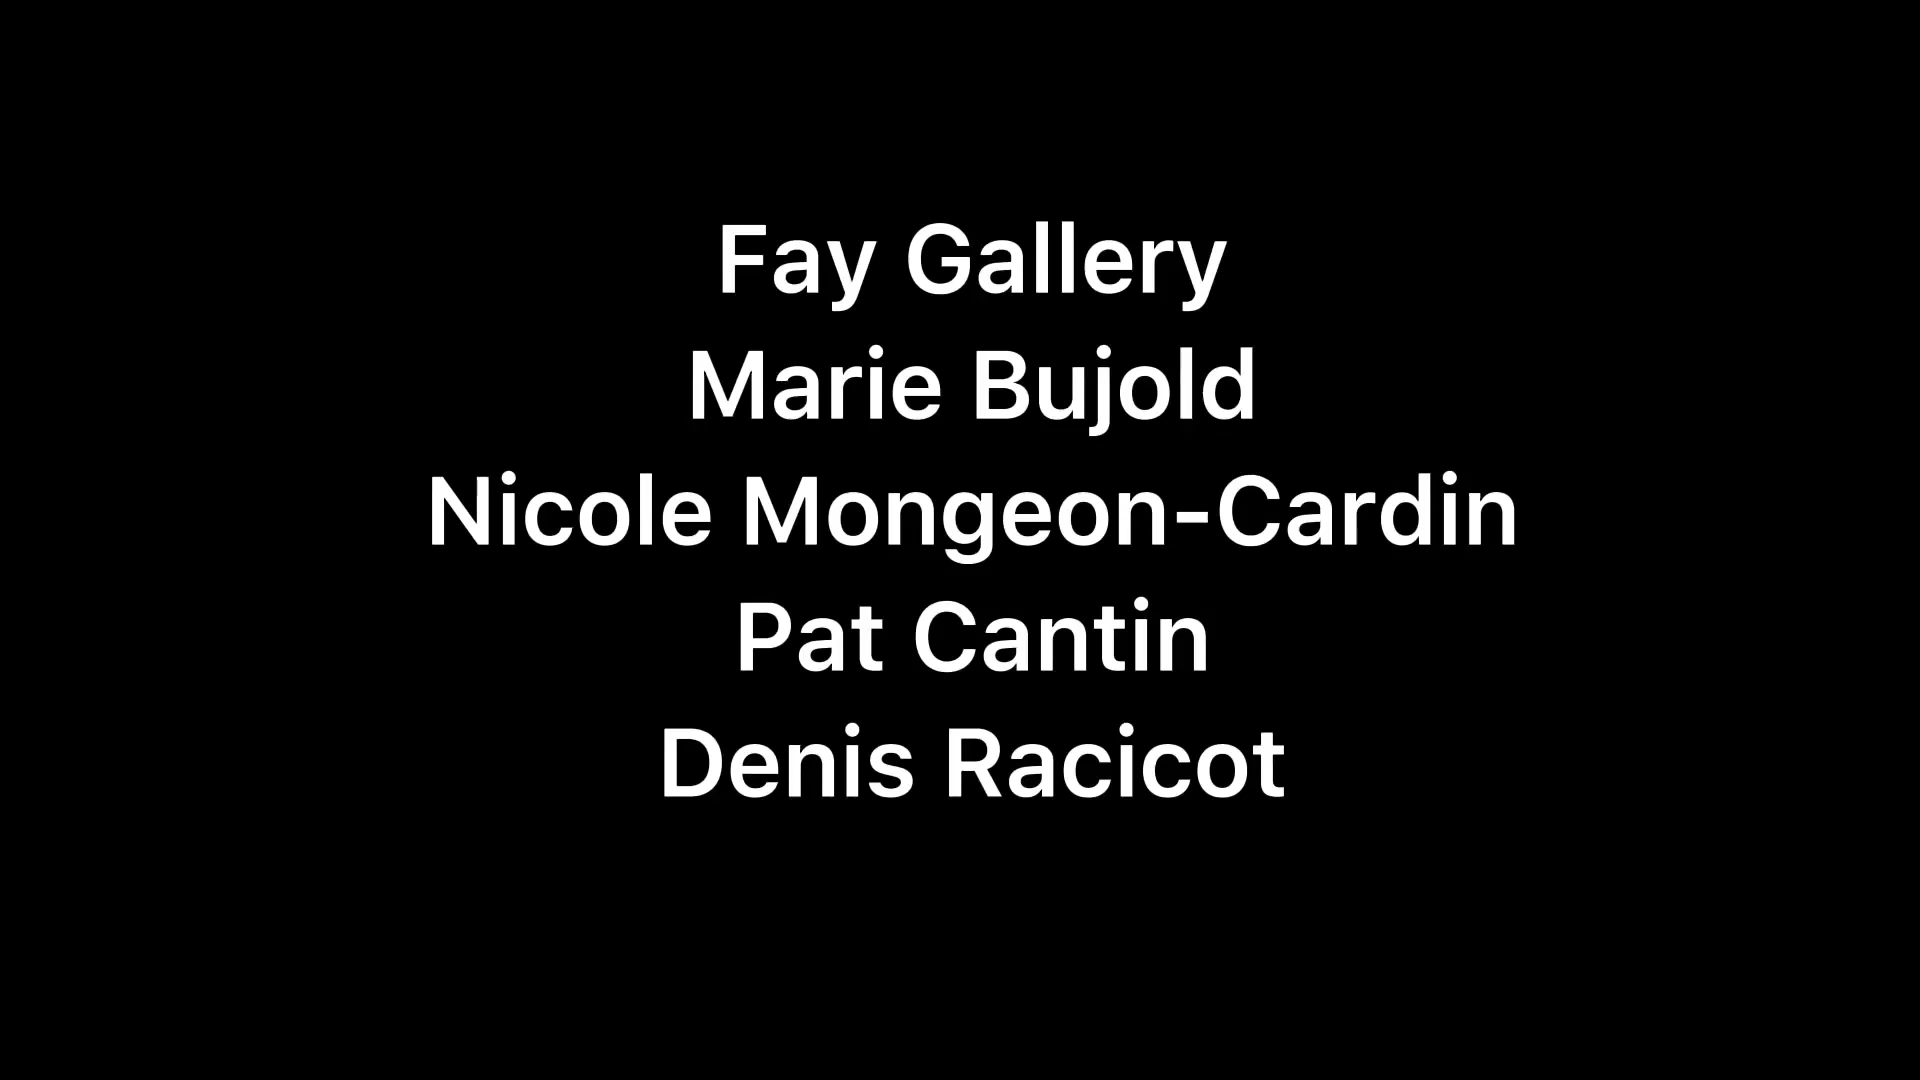 Fay Gallery
Marie Bujold
Nicole Mongeon-Cardin
Pat Cantin
Denis Racicot